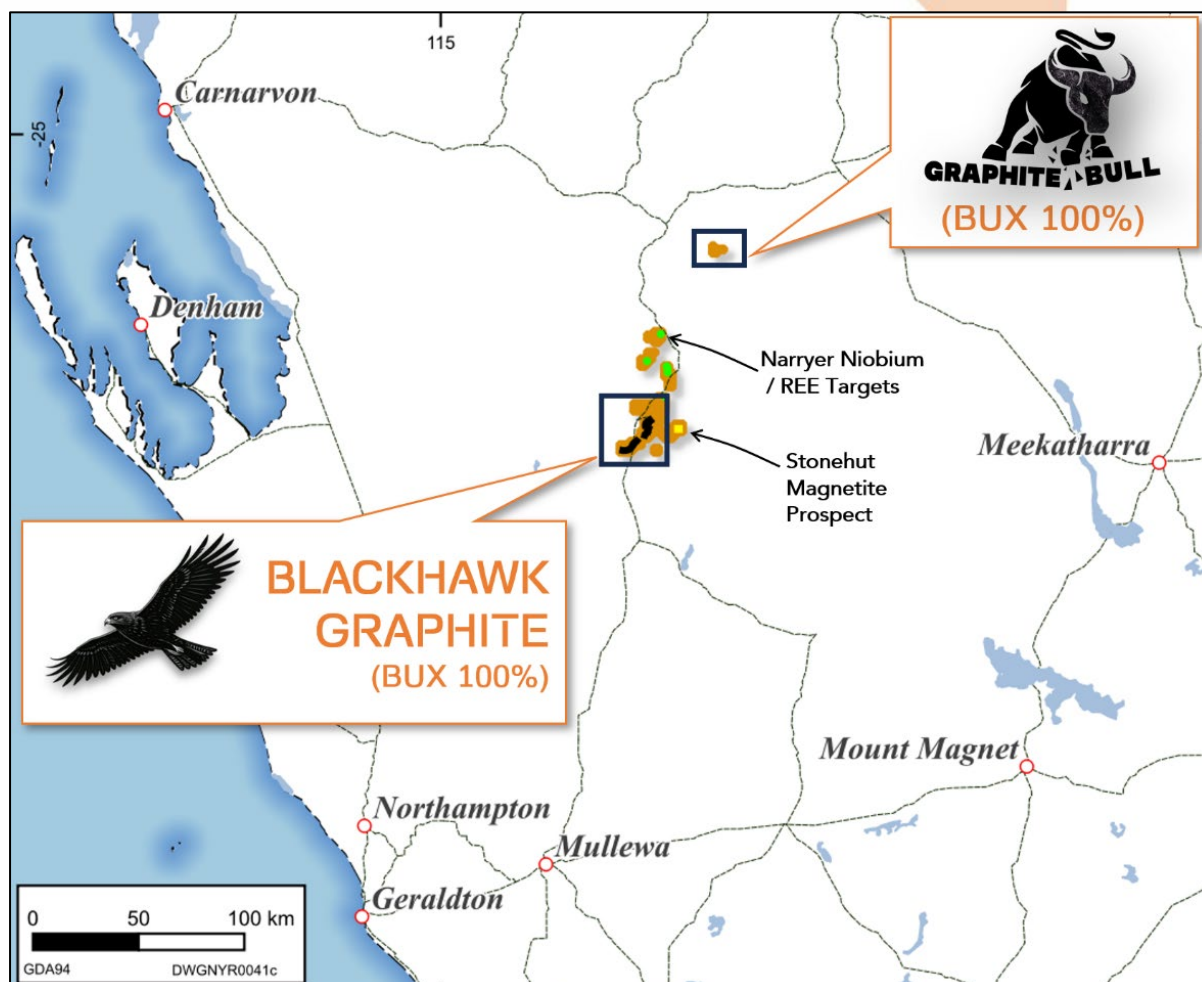 115
-25
Carnarvon
GRAPHITE BULL
(BUX 100%)
Denham
Narryer Niobium
/ REE Targets
Meekatharra
Stonehut
Magnetite
Prospect
BLACKHAWK
GRAPHITE
(BUX 100%)
Mount Magnet
Northampton
Mullewa
Geraldton
0 50 100 km
GDA94 DWGNYR0041c